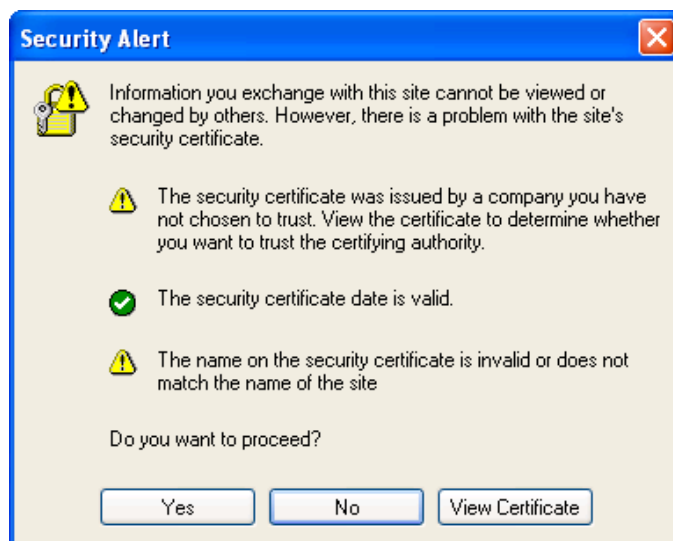 Security Alert
Information you exchange with this site cannot be viewed or
changed by others. However, there is a problem with the site's
security certificate.
The security certificate was issued by a company you have
not chosen to trust. View the certificate to determine whether
you want to trust the certifying authority.
The security certificate date is valid.
The name on the security certificate is invalid or does not
match the name of the site
Do you want to proceed?
Yes No View Certificate